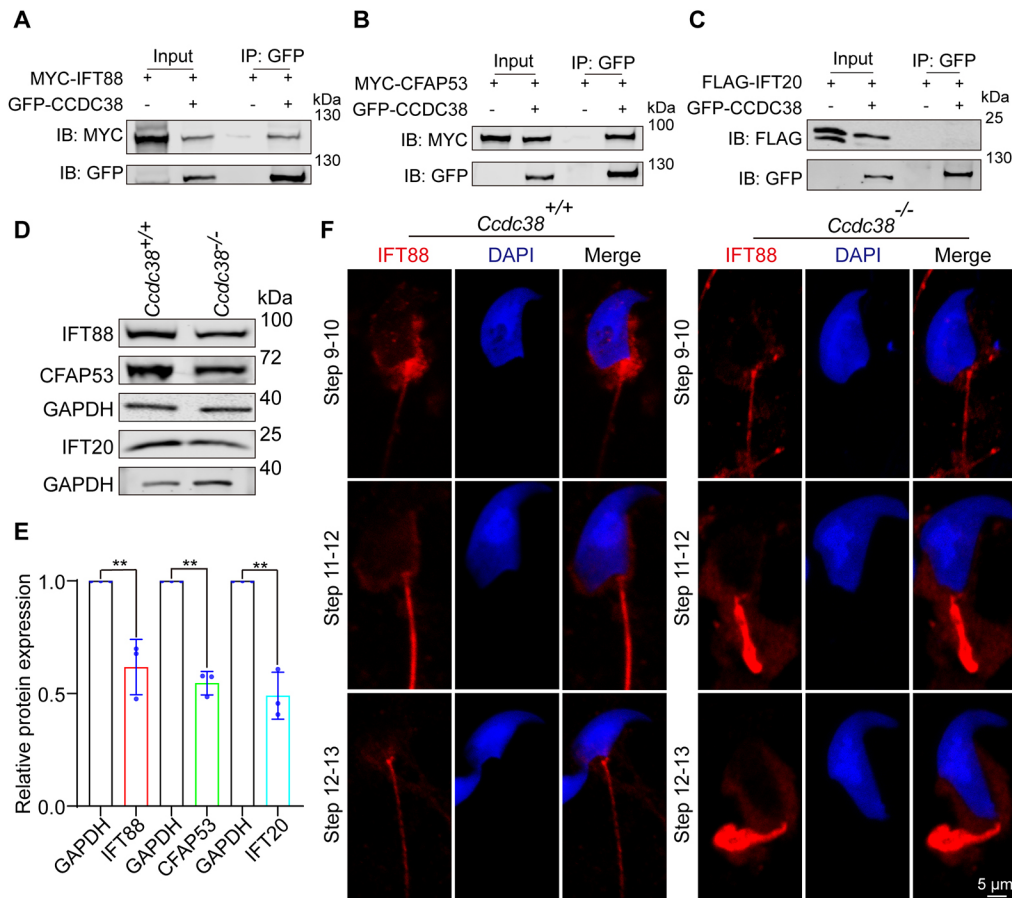 A
Input
IP: GFP
MYC-IFT88
+
+
+
+
GFP-CCDC38
-
+
-
+
kDa
IB: MYC
130
IB: GFP
130
B
Input
IP: GFP
MYC-CFAP53
+
+
+
+
GFP-CCDC38
-
+
-
+
kDa
IB: MYC
100
IB: GFP
130
C
Input
IP: GFP
FLAG-IFT20
+
+
+
+
GFP-CCDC38
-
+
-
+
kDa
IB: FLAG
25
IB: GFP
130
D
Ccdc38+/+
Ccdc38-/-
kDa
IFT88
100
CFAP53
72
GAPDH
40
IFT20
25
GAPDH
40
E
Relative protein expression
1.0
0.5
0.0
**
**
**
GAPDH
IFT88
GAPDH
CFAP53
GAPDH
IFT20
F
Ccdc38+/+
IFT88
DAPI
Merge
Step 9-10
Step 11-12
Step 12-13
Ccdc38-/-
IFT88
DAPI
Merge
Step 9-10
Step 11-12
Step 12-13
5 µm